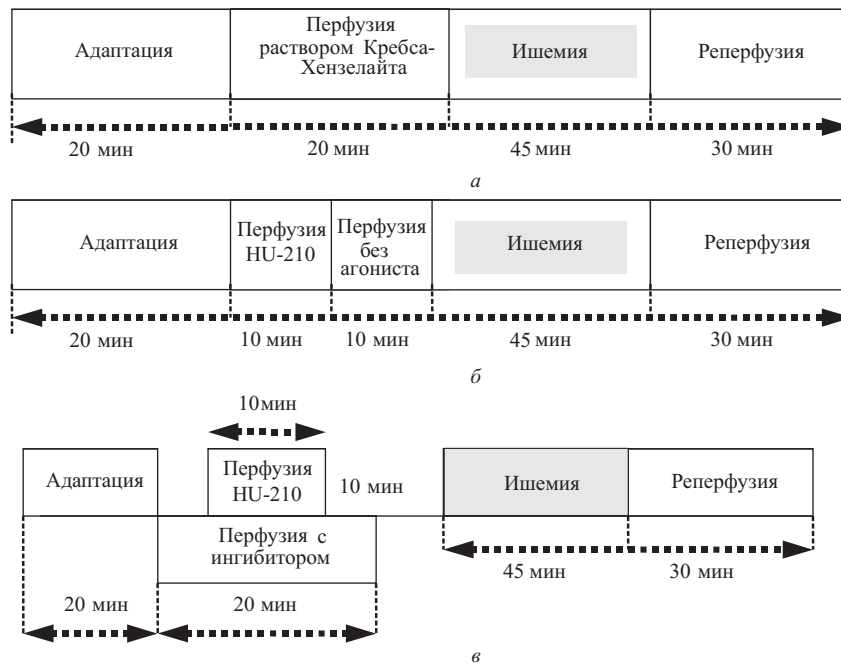 Адаптация
Перфузия
раствором Кребса-
Хензелайта
Ишемия
Реперфузия
20 мин
20 мин
45 мин
30 мин
а
Адаптация
Перфузия
HU-210
Перфузия
без
агониста
Ишемия
Реперфузия
20 мин
10 мин
10 мин
45 мин
30 мин
б
10мин
Адаптация
Перфузия
HU-210
10 мин
Ишемия
Реперфузия
Перфузия с
ингибитором
45 мин
30 мин
20 мин
20 мин
в